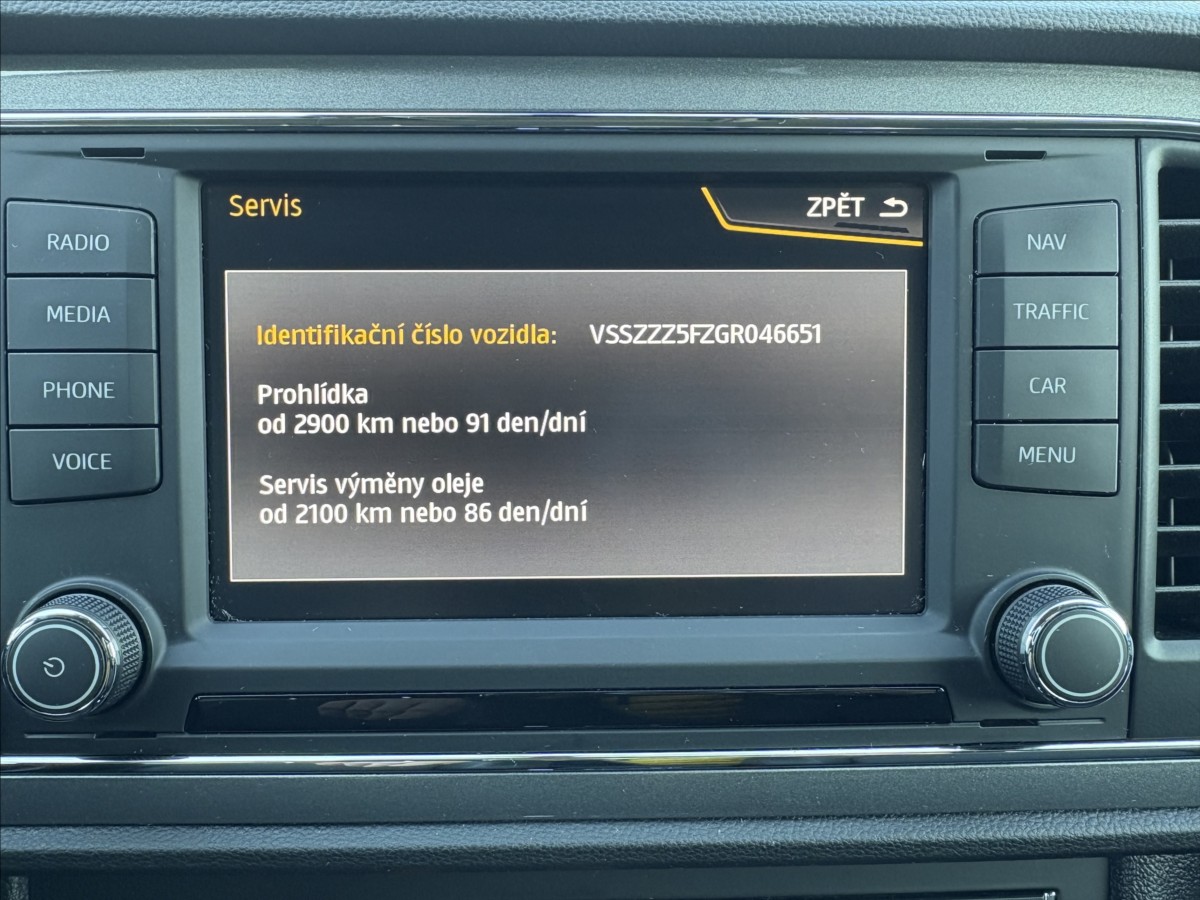 Servis
ZPĚT
RADIO
MEDIA
PHONE
VOICE
Identifikační číslo vozidla: VSSZZZ5FZGR046651
Prohlídka
od 2900 km nebo 91 den/dní
Servis výměny oleje
od 2100 km nebo 86 den/dní
NAV
TRAFFIC
CAR
MENU